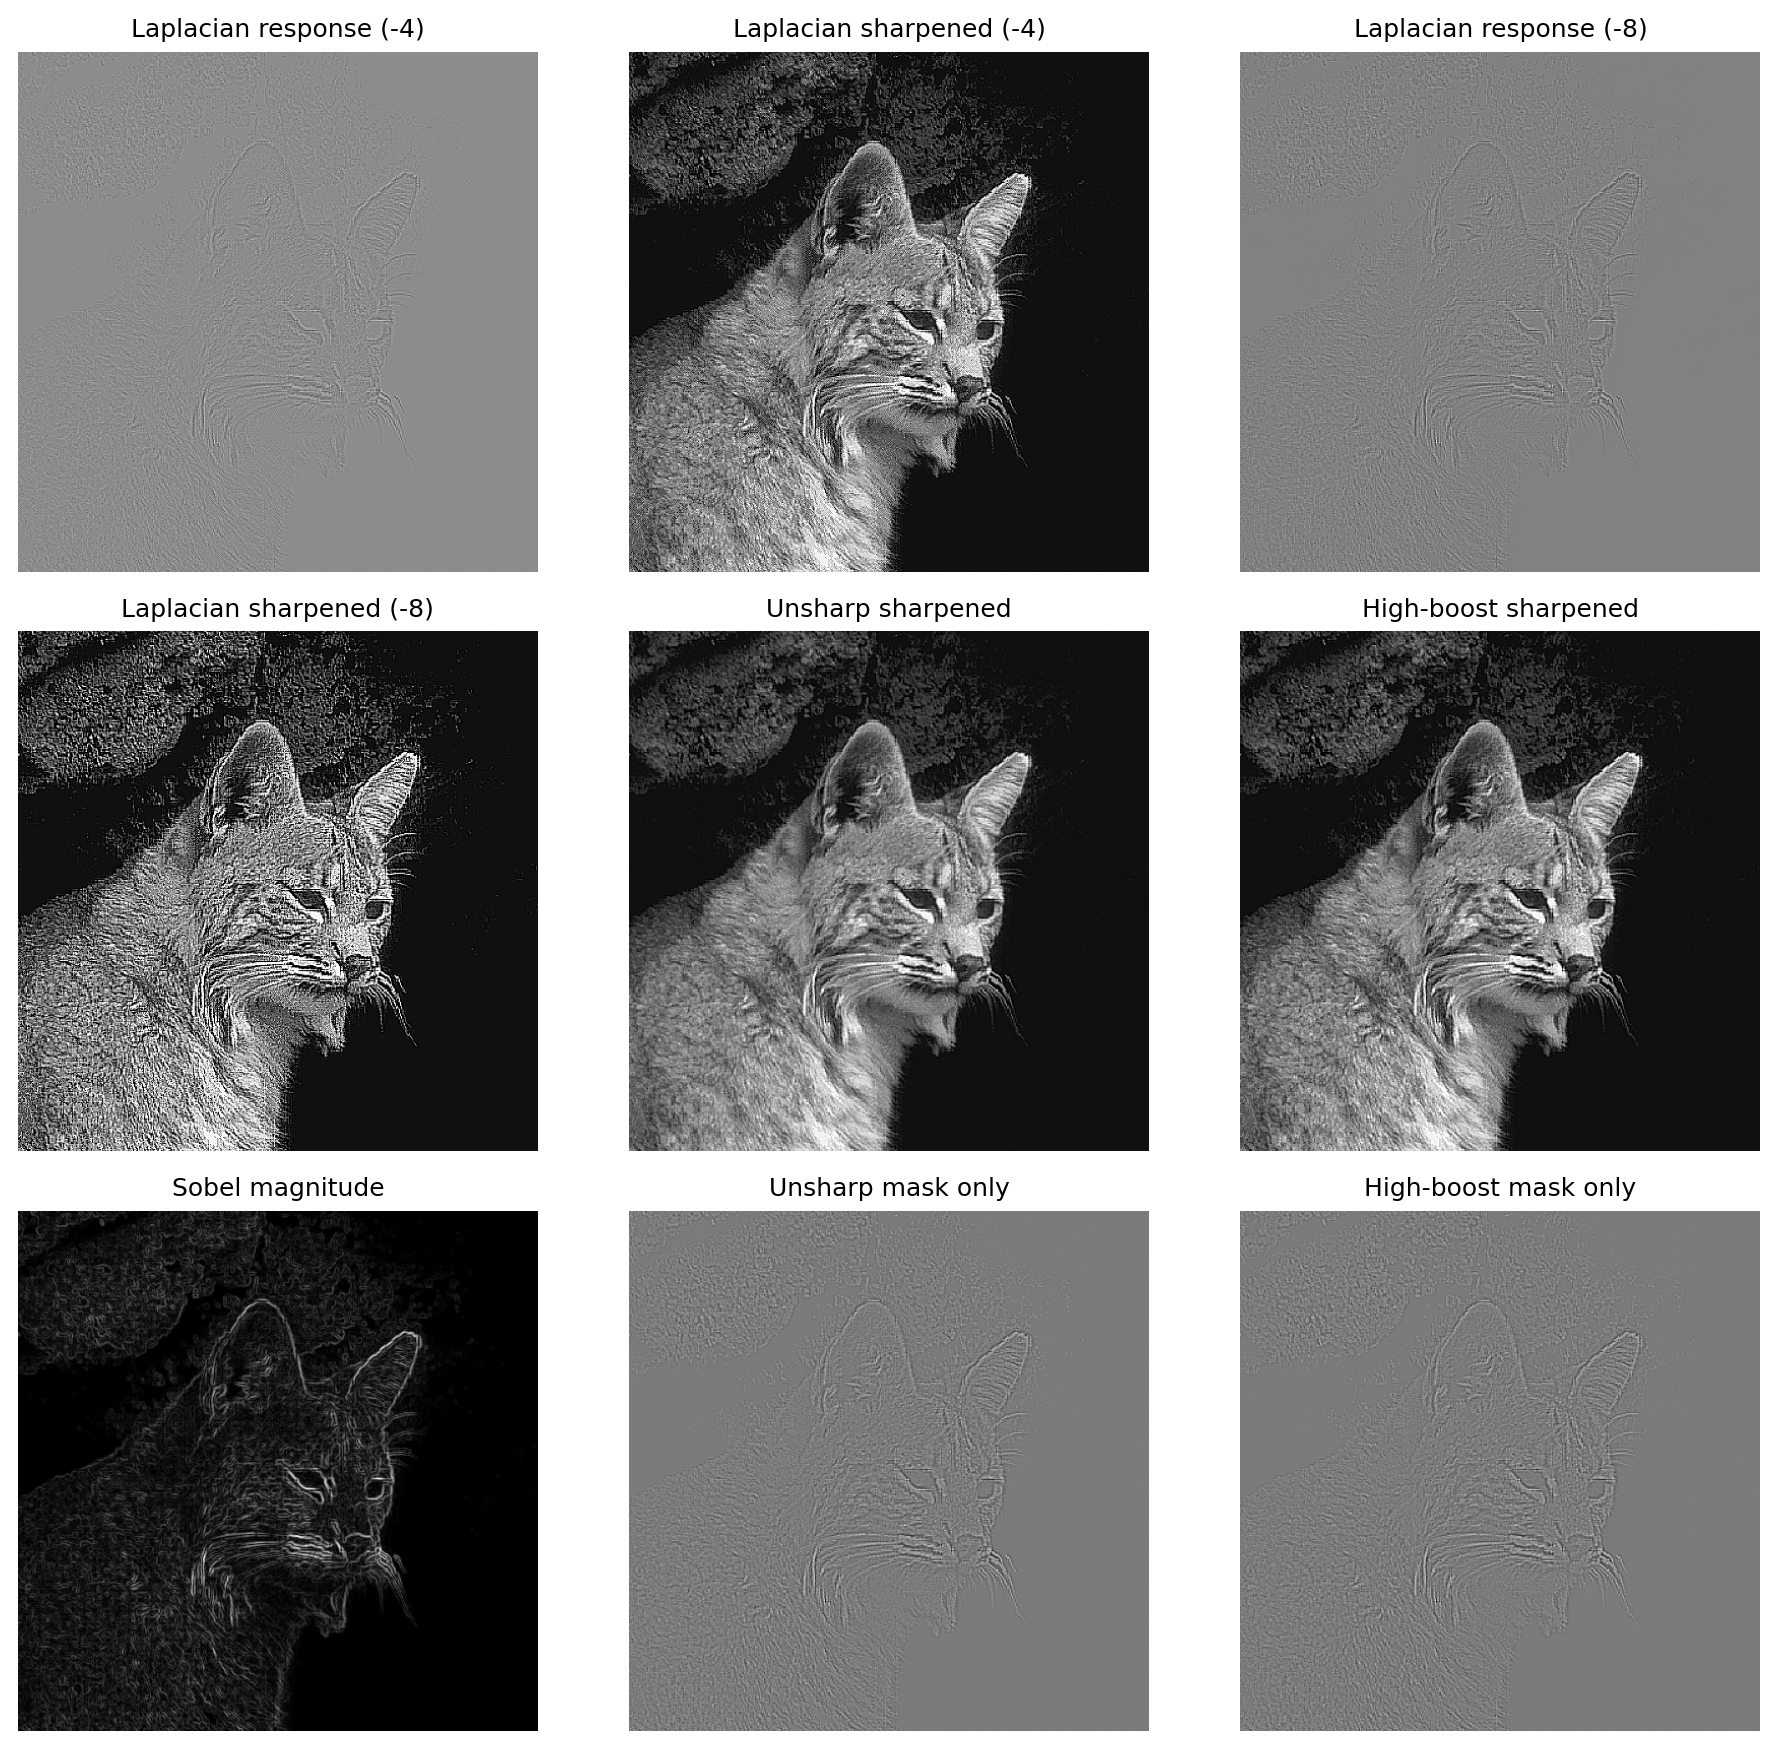 Laplacian response (-4)
Laplacian sharpened (-4)
Laplacian response (-8)
Laplacian sharpened (-8)
Unsharp sharpened
High-boost sharpened
Sobel magnitude
Unsharp mask only
High-boost mask only